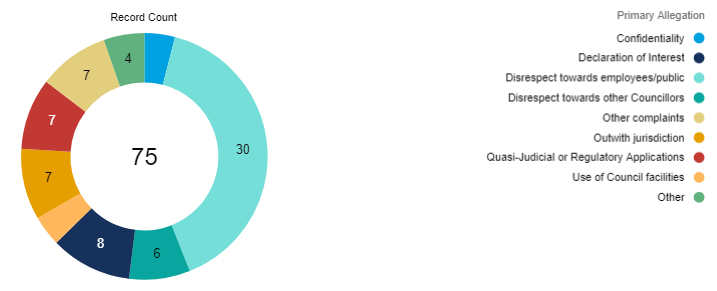 Record Count
4
7
7
7
8
6
30
75
Primary Allegation
Confidentiality
Declaration of Interest
Disrespect towards employees/public
Disrespect towards other Councillors
Other complaints
Outwith jurisdiction
Quasi-Judicial or Regulatory Applications
Use of Council facilities
Other